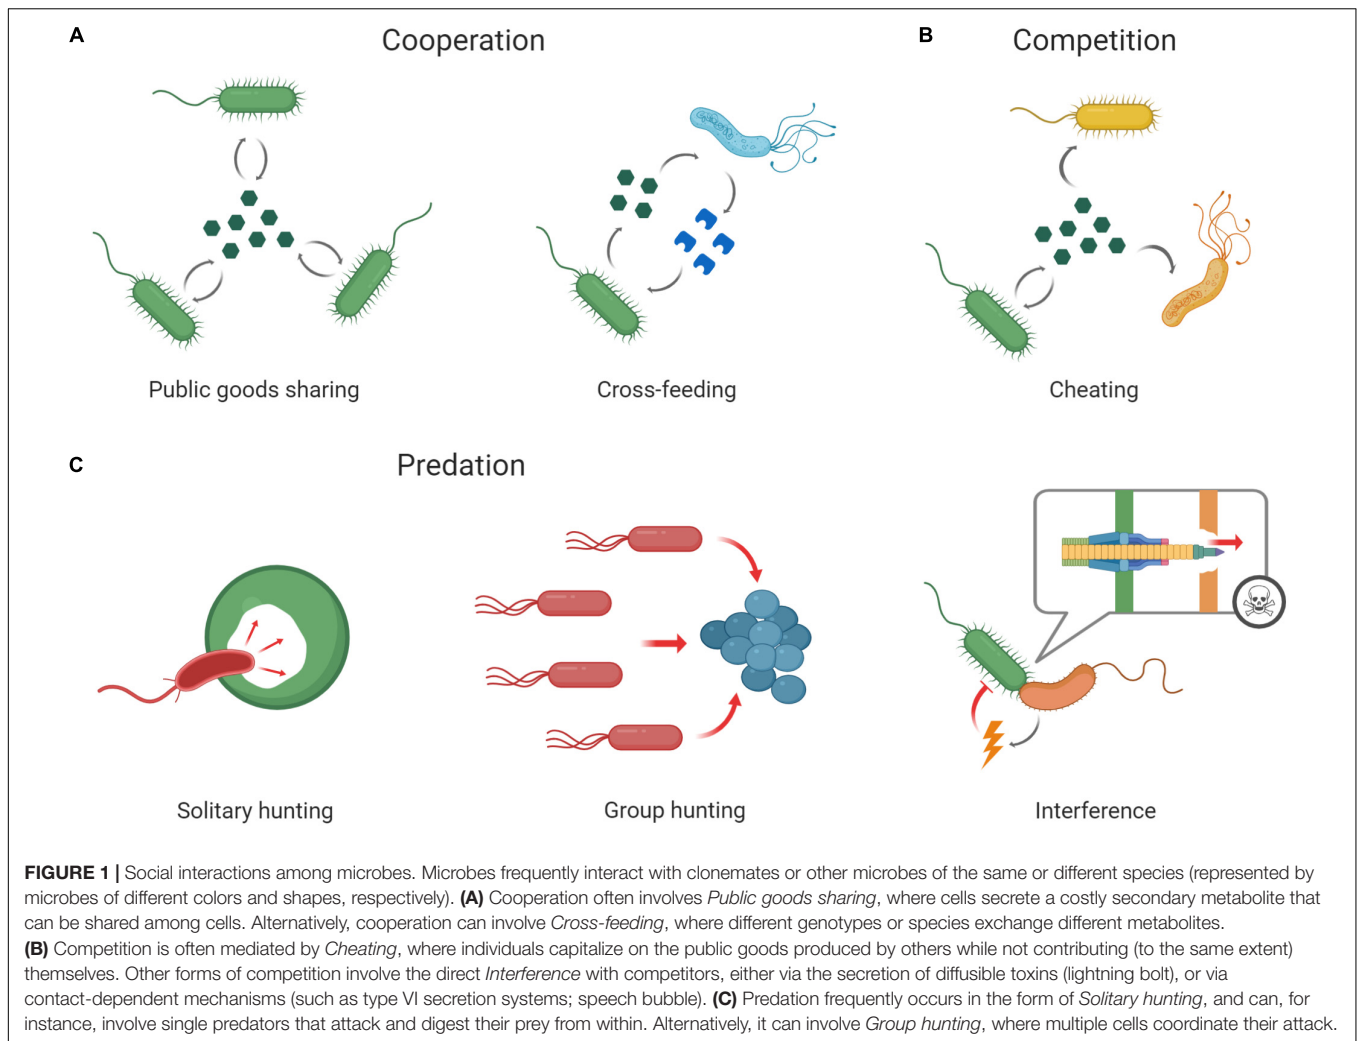 A
Cooperation
B
Competition
Public goods sharing
Cross-feeding
Cheating
C
Predation
Solitary hunting
Group hunting
Interference
FIGURE 1 | Social interactions among microbes. Microbes frequently interact with clonemates or other microbes of the same or different species (represented by
microbes of different colors and shapes, respectively). (A) Cooperation often involves Public goods sharing, where cells secrete a costly secondary metabolite that
can be shared among cells. Alternatively, cooperation can involve Cross-feeding, where different genotypes or species exchange different metabolites.
(B) Competition is often mediated by Cheating, where individuals capitalize on the public goods produced by others while not contributing (to the same extent)
themselves. Other forms of competition involve the direct Interference with competitors, either via the secretion of diffusible toxins (lightning bolt), or via
contact-dependent mechanisms (such as type VI secretion systems; speech bubble). (C) Predation frequently occurs in the form of Solitary hunting, and can, for
instance, involve single predators that attack and digest their prey from within. Alternatively, it can involve Group hunting, where multiple cells coordinate their attack.